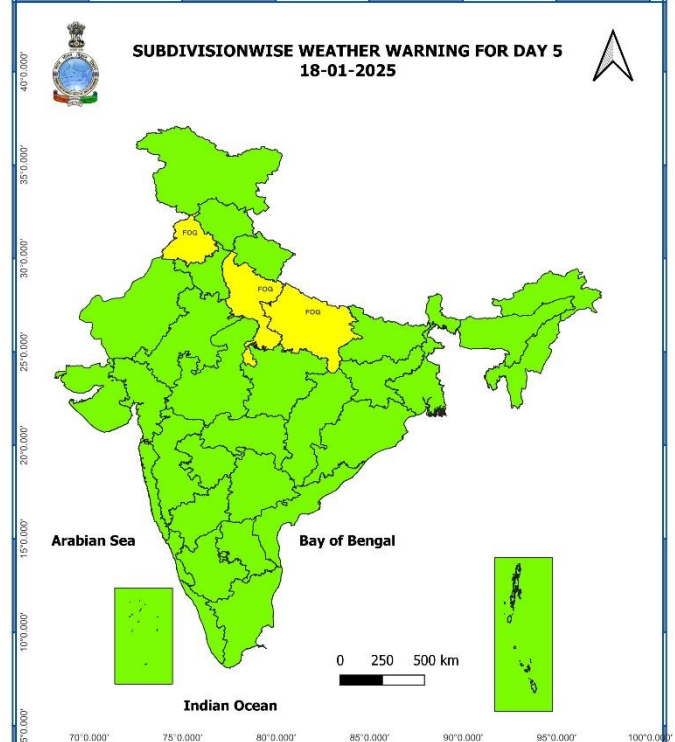 SUBDIVISIONWISE WEATHER WARNING FOR DAY 5
18-01-2025
40°0.000'
35°0.000'
30°0.000'
25°0.000'
20°0.000'
15°0.000'
10°0.000'
5°0.000'
FOG
FOG
FOG
Arabian Sea
Bay of Bengal
0 250 500 km
Indian Ocean
70°0.000' 75°0.000' 80°0.000' 85°0.000' 90°0.000' 95°0.000' 100°0.000'